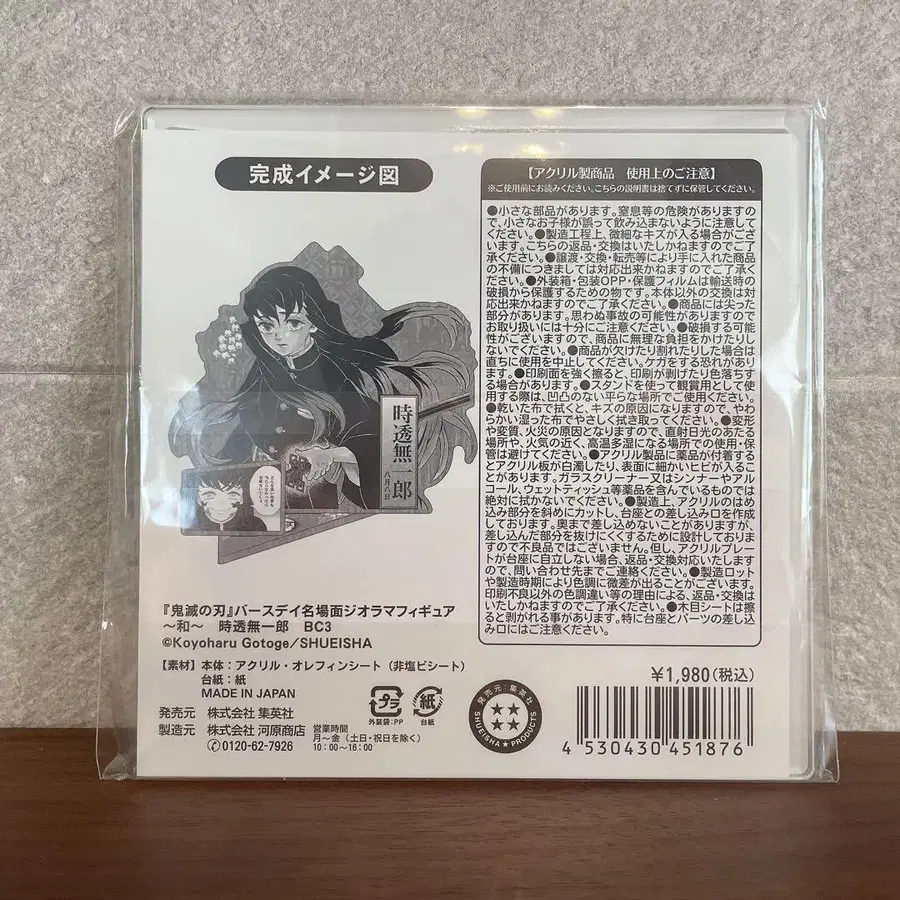 完成イメージ図
時透無一郎
八月八日
『鬼滅の刃』バースデイ名場面ジオラマフィギュア
～和～　時透無一郎　BC3
©Koyoharu Gotoge/SHUEISHA
【素材】本体：アクリル・オレフィンシート（非塩ビシート）
台紙：紙
MADE IN JAPAN
発売元　株式会社 集英社
製造元　株式会社 河原商店
0120-62-7926
営業時間
月～金（土日・祝日を除く）
10：00～16：00
プラ
外装袋：PP
紙
台紙
【アクリル製商品　使用上のご注意】
※ご使用前にお読みください。こちらの説明書は捨てずに保管してください。
●小さな部品があります。窒息等の危険がありますの
で、小さなお子様が誤って飲み込まないように注意して
ください。●製造工程上、微細なキズが入る場合がござ
います。こちらの返品・交換はいたしかねますのでご了
承ください。●譲渡・交換・転売等により手に入れた商品
の不備につきましては対応出来かねますのでご了承く
ださい。●外装箱・包装OPP・保護フィルムは輸送時の
破損から保護するための物です。本体以外の交換は対
応出来かねますのでご了承ください。●商品には尖った
部分があります。思わぬ事故の可能性がありますので
お取り扱いには十分にご注意ください。●破損する可能
性がございますので、商品に無理な負担をかけたりし
ないでください。●商品が欠けたり割れたりした場合は
直ちに使用を中止してください。ケガをする恐れがあり
ます。●印刷面を強く擦ると、印刷が剥げたり色落ちす
る場合があります。●スタンドを使って観賞用として使
用する際は、凹凸のない平らな場所でご使用ください。
●乾いた布で拭くと、キズの原因になりますので、やわ
らかい湿った布でやさしく拭き取ってください。●変形
や変質、火災の原因となりますので、直射日光のあたる
場所や、火気の近く、高温多湿になる場所での使用・保
管は避けてください。●アクリル製品に薬品が付着する
とアクリル板が白濁したり、表面に細かいヒビが入るこ
とがあります。ガラスクリーナー又はシンナーやアル
コール、ウェットティッシュ等薬品を含んでいるものでは
絶対に拭かないでください。●製造上、アクリルのはめ
込み部分を斜めにカットし、台座との差し込み口を作成
しております。奥まで差し込めないことがありますが、
差し込んだ部分を抜けにくくするために設計しておりま
すので不良品ではございません。但し、アクリルプレー
トが台座に自立しない場合、返品・交換対応いたします
ので、問い合わせ先までご連絡ください。●製造ロット
や製造時期により色調に微差が出ることがございます。
印刷不良以外の色調違い等の理由による、返品・交換は
いたしかねますのでご了承ください。●木目シートは擦
ると剥がれる事があります。特に台座とパーツの差し込
み口にはご注意ください。
¥1,980(税込)
発売元：集英社
SHUEISHA★PRODUCTS
4 530430 451876